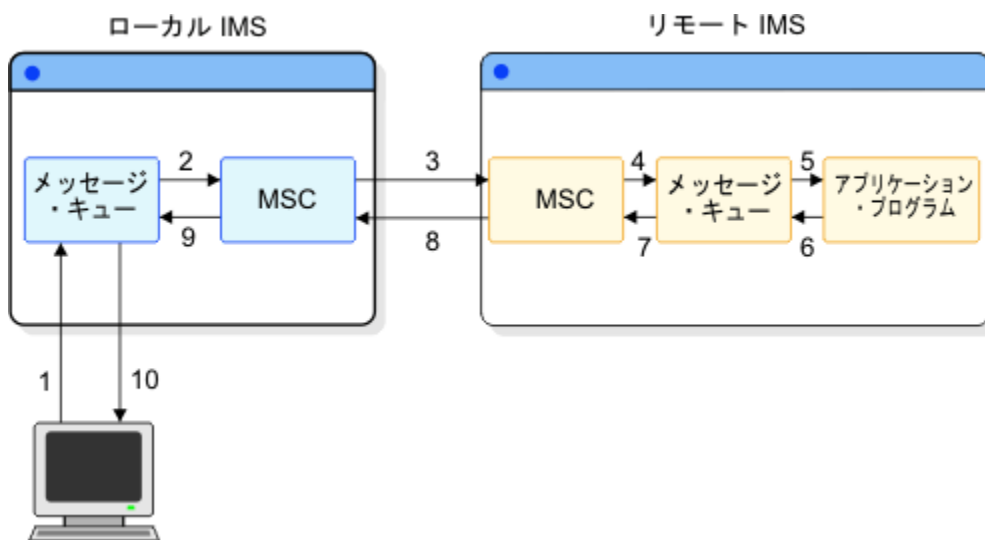 ローカル IMS
リモート IMS
メッセージ
・キュー
2
9
MSC
3
8
MSC
4
7
メッセージ
・キュー
5
6
アプリケーション
・プログラム
1
10